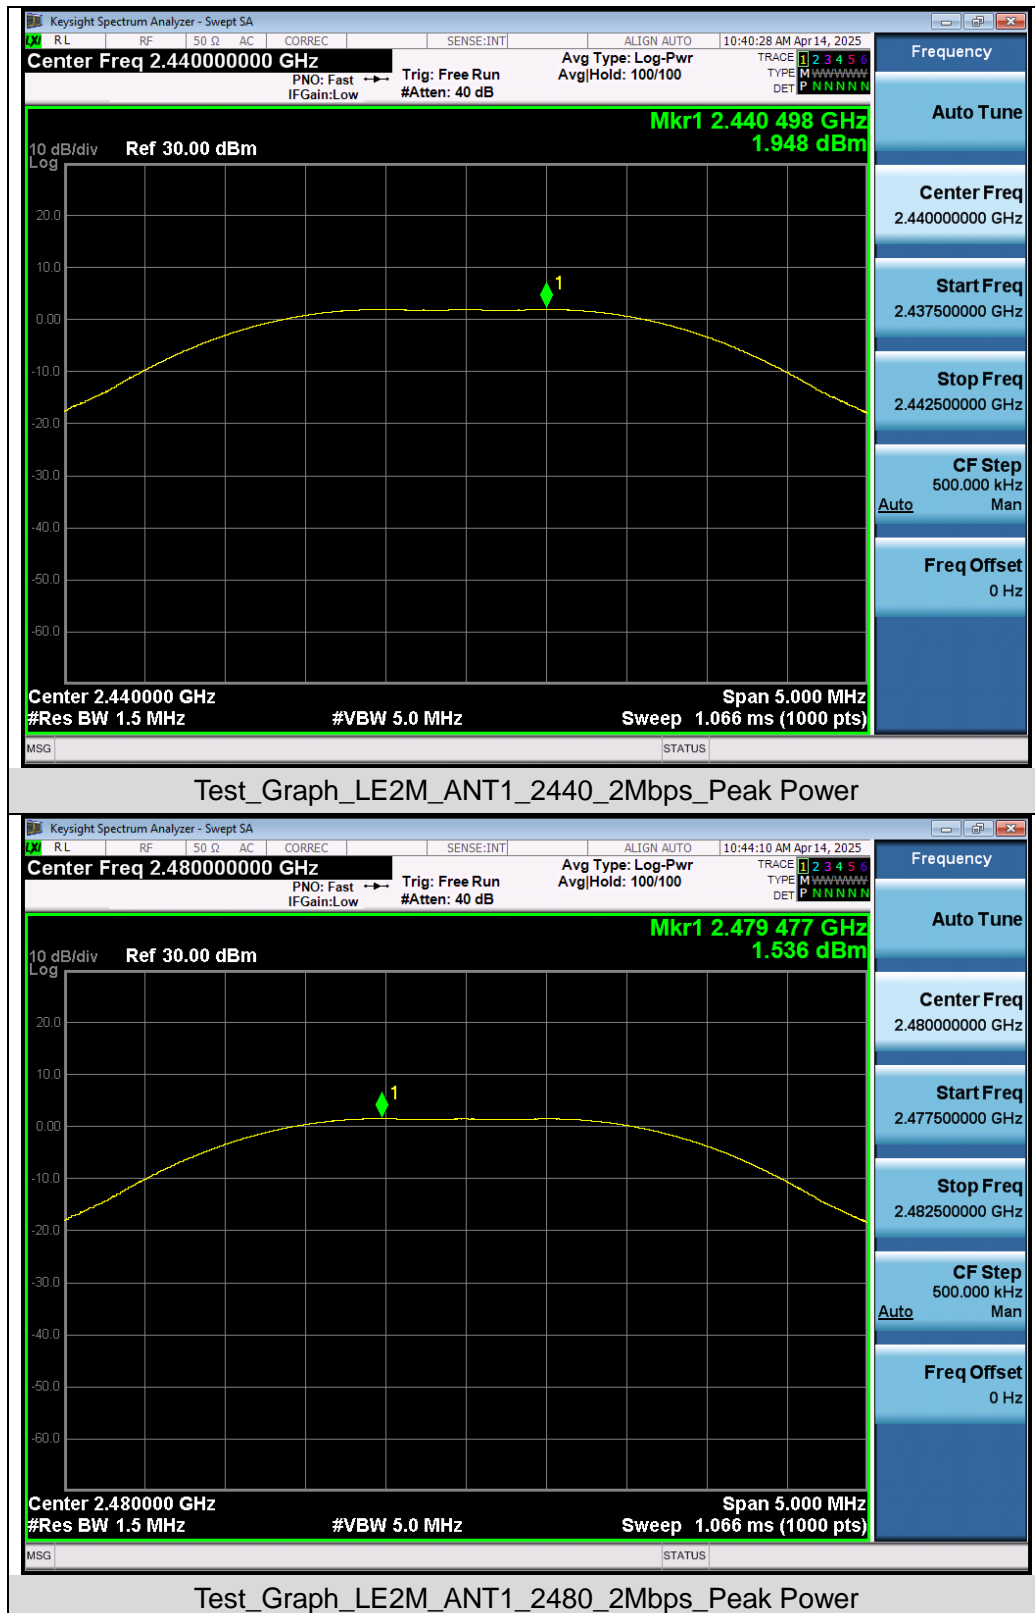 Keysight Spectrum Analyzer - Swept SA
LXI RL RF 50 Ω AC CORREC SENSE:INT ALIGN AUTO 10:40:28 AM Apr 14, 2025
Center Freq 2.440000000 GHz
PNO: Fast
IFGain:Low
Trig: Free Run
#Atten: 40 dB
Avg Type: Log-Pwr
Avg|Hold: 100/100
TRACE 1 2 3 4 5 6
TYPE M WWWWW
DET P N N N N N
Mkr1 2.440 498 GHz
1.948 dBm
10 dB/div Ref 30.00 dBm
Log
20.0
10.0
0.00
-10.0
-20.0
-30.0
-40.0
-50.0
-60.0
1
Center 2.440000 GHz Span 5.000 MHz
#Res BW 1.5 MHz #VBW 5.0 MHz Sweep 1.066 ms (1000 pts)
MSG STATUS
Frequency
Auto Tune
Center Freq
2.440000000 GHz
Start Freq
2.437500000 GHz
Stop Freq
2.442500000 GHz
CF Step
500.000 kHz
Auto Man
Freq Offset
0 Hz
Test_Graph_LE2M_ANT1_2440_2Mbps_Peak Power
Keysight Spectrum Analyzer - Swept SA
LXI RL RF 50 Ω AC CORREC SENSE:INT ALIGN AUTO 10:44:10 AM Apr 14, 2025
Center Freq 2.480000000 GHz
PNO: Fast
IFGain:Low
Trig: Free Run
#Atten: 40 dB
Avg Type: Log-Pwr
Avg|Hold: 100/100
TRACE 1 2 3 4 5 6
TYPE M WWWWW
DET P N N N N N
Mkr1 2.479 477 GHz
1.536 dBm
10 dB/div Ref 30.00 dBm
Log
20.0
10.0
0.00
-10.0
-20.0
-30.0
-40.0
-50.0
-60.0
1
Center 2.480000 GHz Span 5.000 MHz
#Res BW 1.5 MHz #VBW 5.0 MHz Sweep 1.066 ms (1000 pts)
MSG STATUS
Frequency
Auto Tune
Center Freq
2.480000000 GHz
Start Freq
2.477500000 GHz
Stop Freq
2.482500000 GHz
CF Step
500.000 kHz
Auto Man
Freq Offset
0 Hz
Test_Graph_LE2M_ANT1_2480_2Mbps_Peak Power